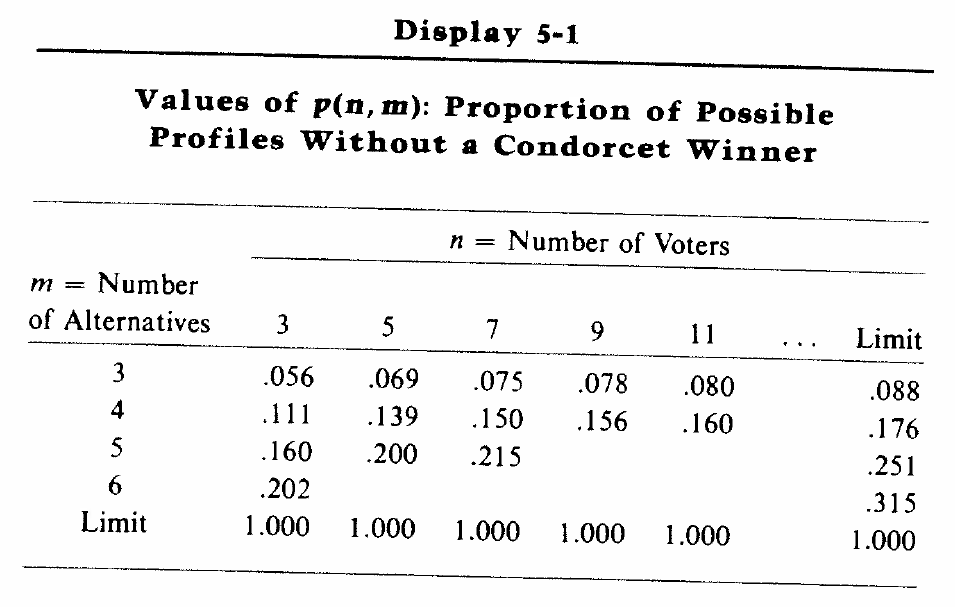 Display 5-1
Values of p(n, m): Proportion of Possible
Profiles Without a Condorcet Winner
n = Number of Voters
m = Number
of Alternatives 3 5 7 9 11 ... Limit
3 .056 .069 .075 .078 .080 .088
4 .111 .139 .150 .156 .160 .176
5 .160 .200 .215 .251
6 .202 .315
Limit 1.000 1.000 1.000 1.000 1.000 1.000